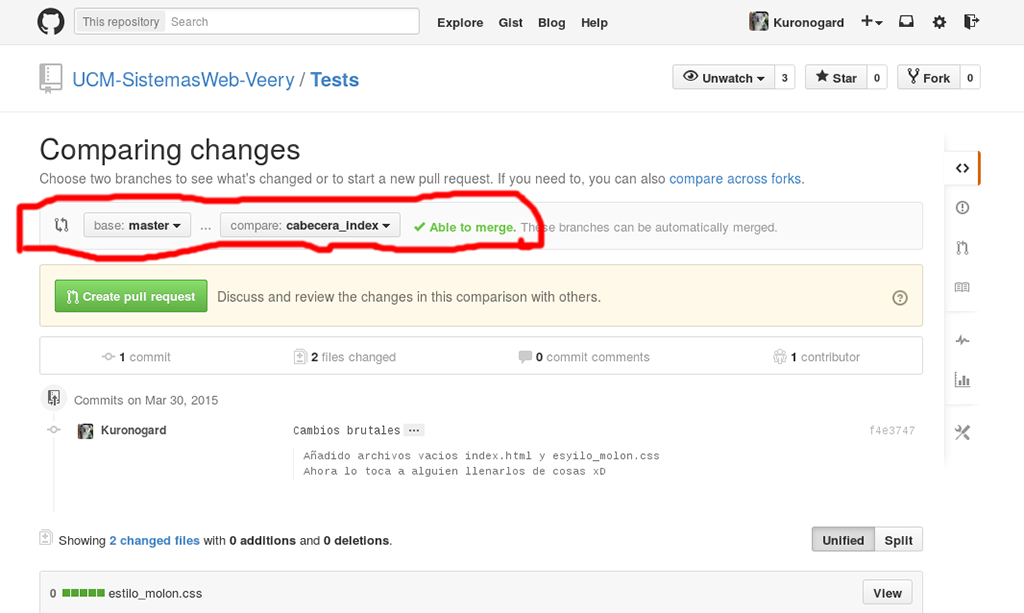 This repository Search Explore Gist Blog Help Kuronogard
UCM-SistemasWeb-Veery / Tests Unwatch 3 Star 0 Fork 0
Comparing changes
Choose two branches to see what's changed or to start a new pull request. If you need to, you can also compare across forks.
base: master ... compare: cabecera_index Able to merge. These branches can be automatically merged.
Create pull request Discuss and review the changes in this comparison with others.
1 commit 2 files changed 0 commit comments 1 contributor
Commits on Mar 30, 2015
Kuronogard Cambios brutales ... f4e3747
Añadido archivos vacios index.html y esyilo_molon.css
Ahora lo toca a alguien llenarlos de cosas xD
Showing 2 changed files with 0 additions and 0 deletions. Unified Split
0 estilo_molon.css View